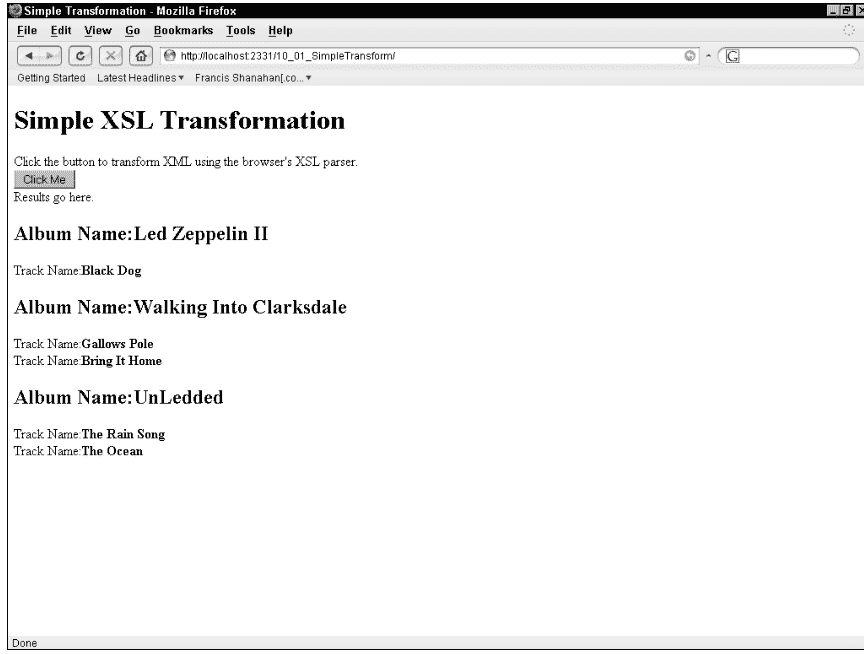 Simple Transformation - Mozilla Firefox
File Edit View Go Bookmarks Tools Help
http://localhost:2331/10_01_SimpleTransform/
G
Getting Started Latest Headlines Francis Shanahan[.co...
Simple XSL Transformation
Click the button to transform XML using the browser's XSL parser.
Click Me
Results go here.
Album Name:Led Zeppelin II
Track Name:Black Dog
Album Name:Walking Into Clarksdale
Track Name:Gallows Pole
Track Name:Bring It Home
Album Name:UnLedded
Track Name:The Rain Song
Track Name:The Ocean
Done